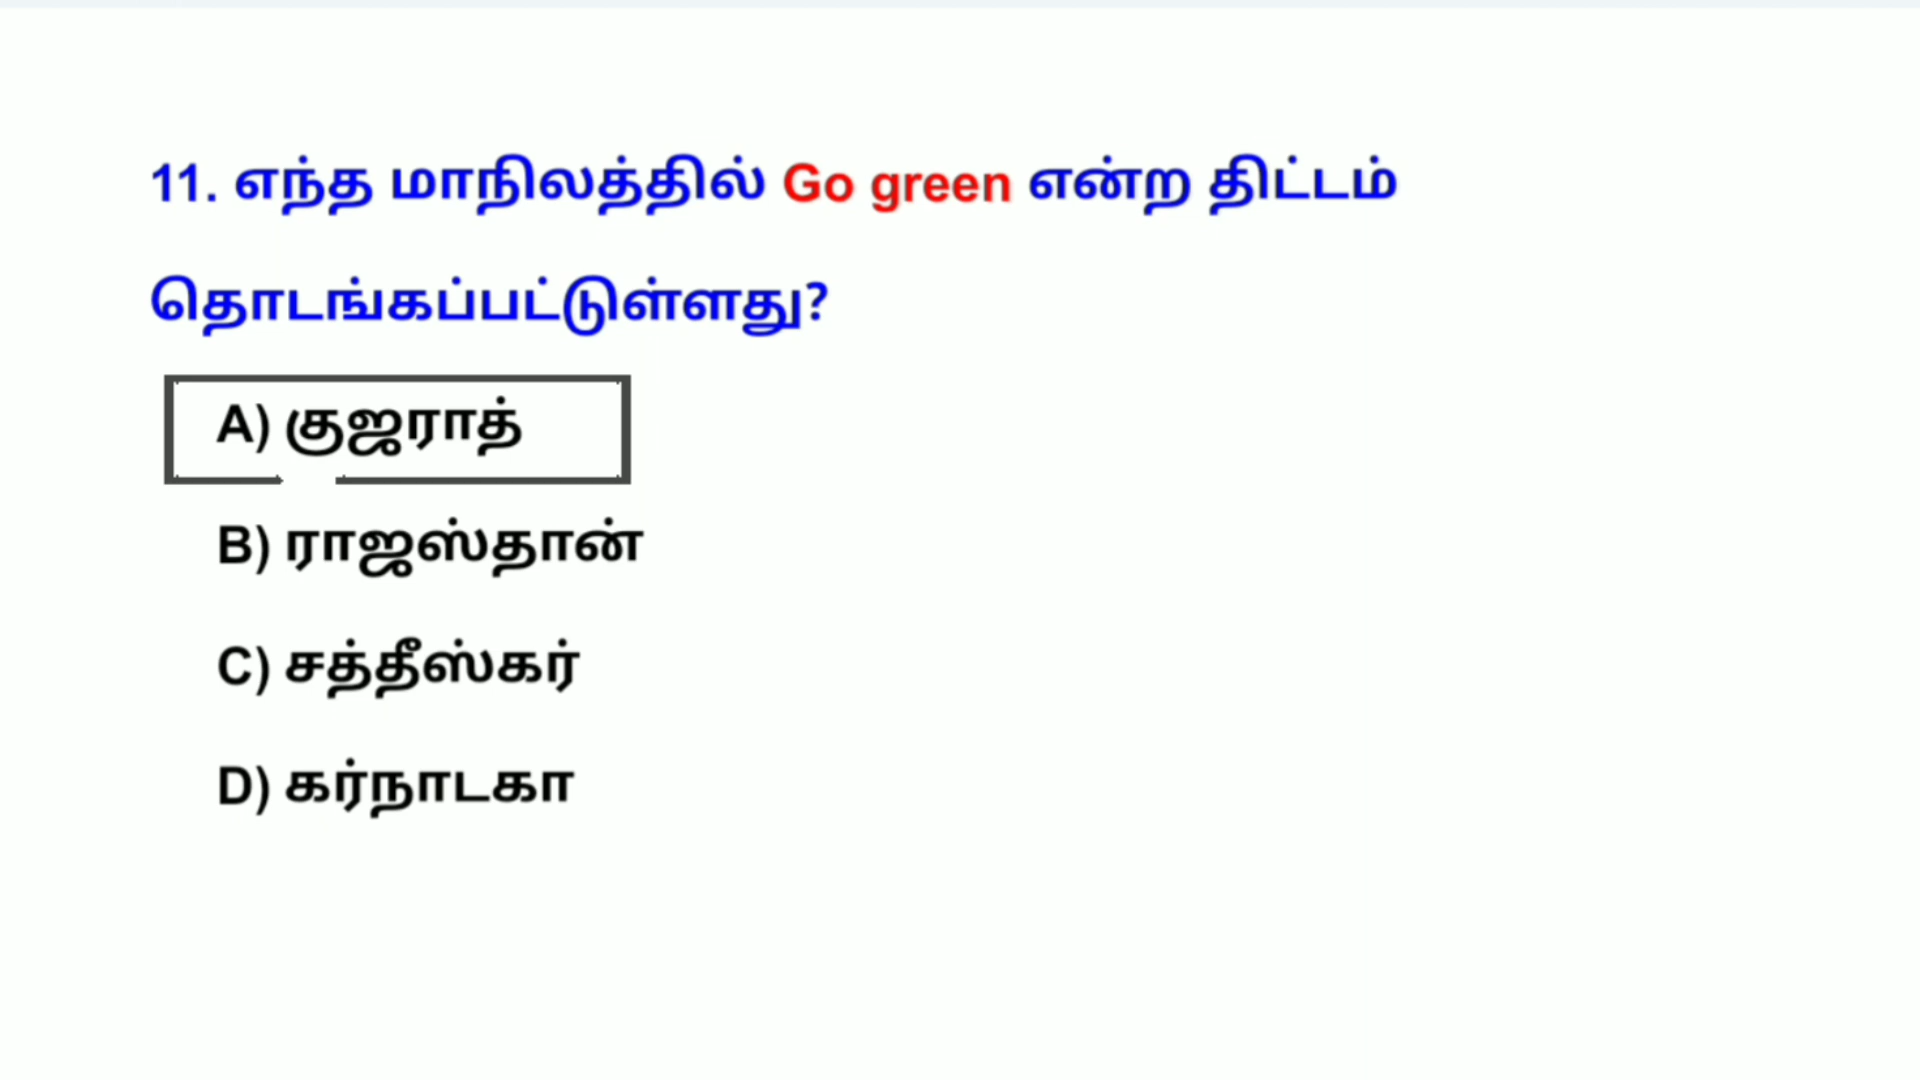 11. எந்த மாநிலத்தில் Go green என்ற திட்டம்
தொடங்கப்பட்டுள்ளது?
A) குஜராத்
B) ராஜஸ்தான்
C) சத்தீஸ்கர்
D) கர்நாடகா